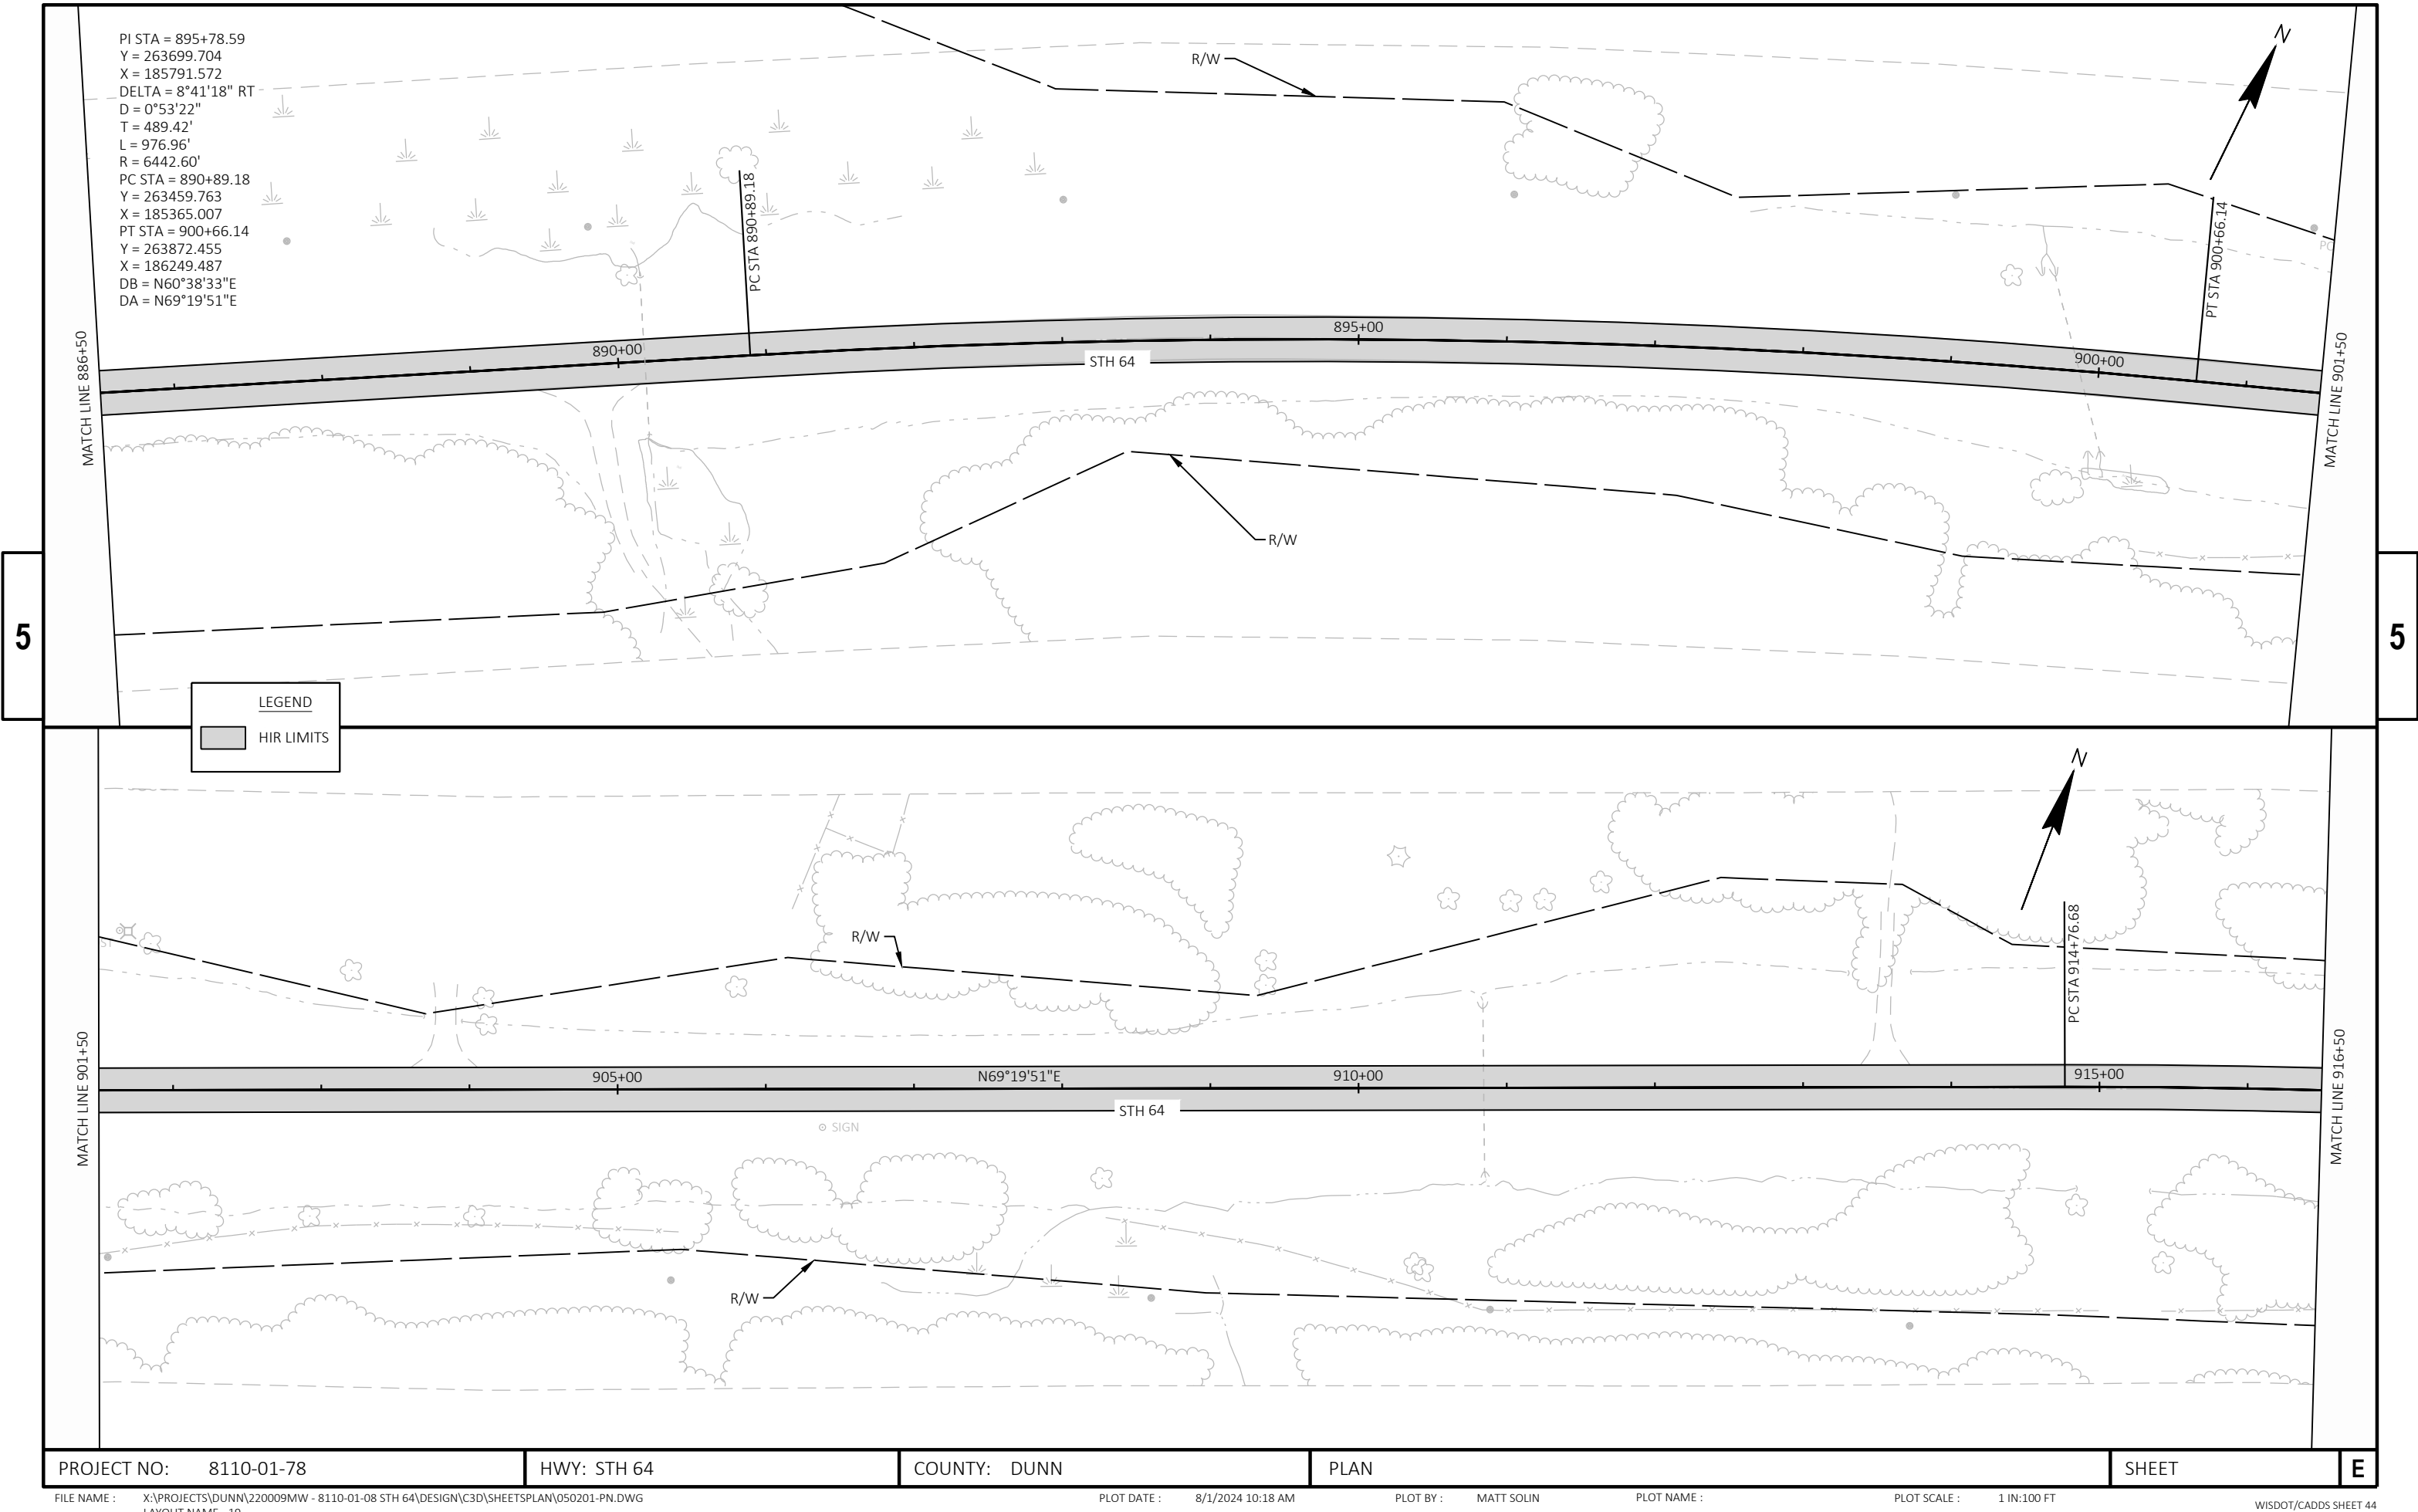 PI STA = 895+78.59
Y = 263699.704
X = 185791.572
DELTA = 8°41'18" RT
D = 0°53'22"
T = 489.42'
L = 976.96'
R = 6442.60'
PC STA = 890+89.18
Y = 263459.763
X = 185365.007
PT STA = 900+66.14
Y = 263872.455
X = 186249.487
DB = N60°38'33"E
DA = N69°19'51"E
R/W
N
PC STA 890+89.18
PT STA 900+66.14
MATCH LINE 886+50
890+00
895+00
900+00
STH 64
MATCH LINE 901+50
R/W
5
5
LEGEND
HIR LIMITS
N
R/W
PC STA 914+76.68
MATCH LINE 901+50
905+00
N69°19'51"E
910+00
915+00
STH 64
MATCH LINE 916+50
SIGN
R/W
PROJECT NO: 8110-01-78
HWY: STH 64
COUNTY: DUNN
PLAN
SHEET
E
FILE NAME : X:\PROJECTS\DUNN\220009MW - 8110-01-08 STH 64\DESIGN\C3D\SHEETSPLAN\050201-PN.DWG
PLOT DATE : 8/1/2024 10:18 AM
PLOT BY : MATT SOLIN
PLOT NAME :
PLOT SCALE : 1 IN:100 FT
WISDOT/CADDS SHEET 44